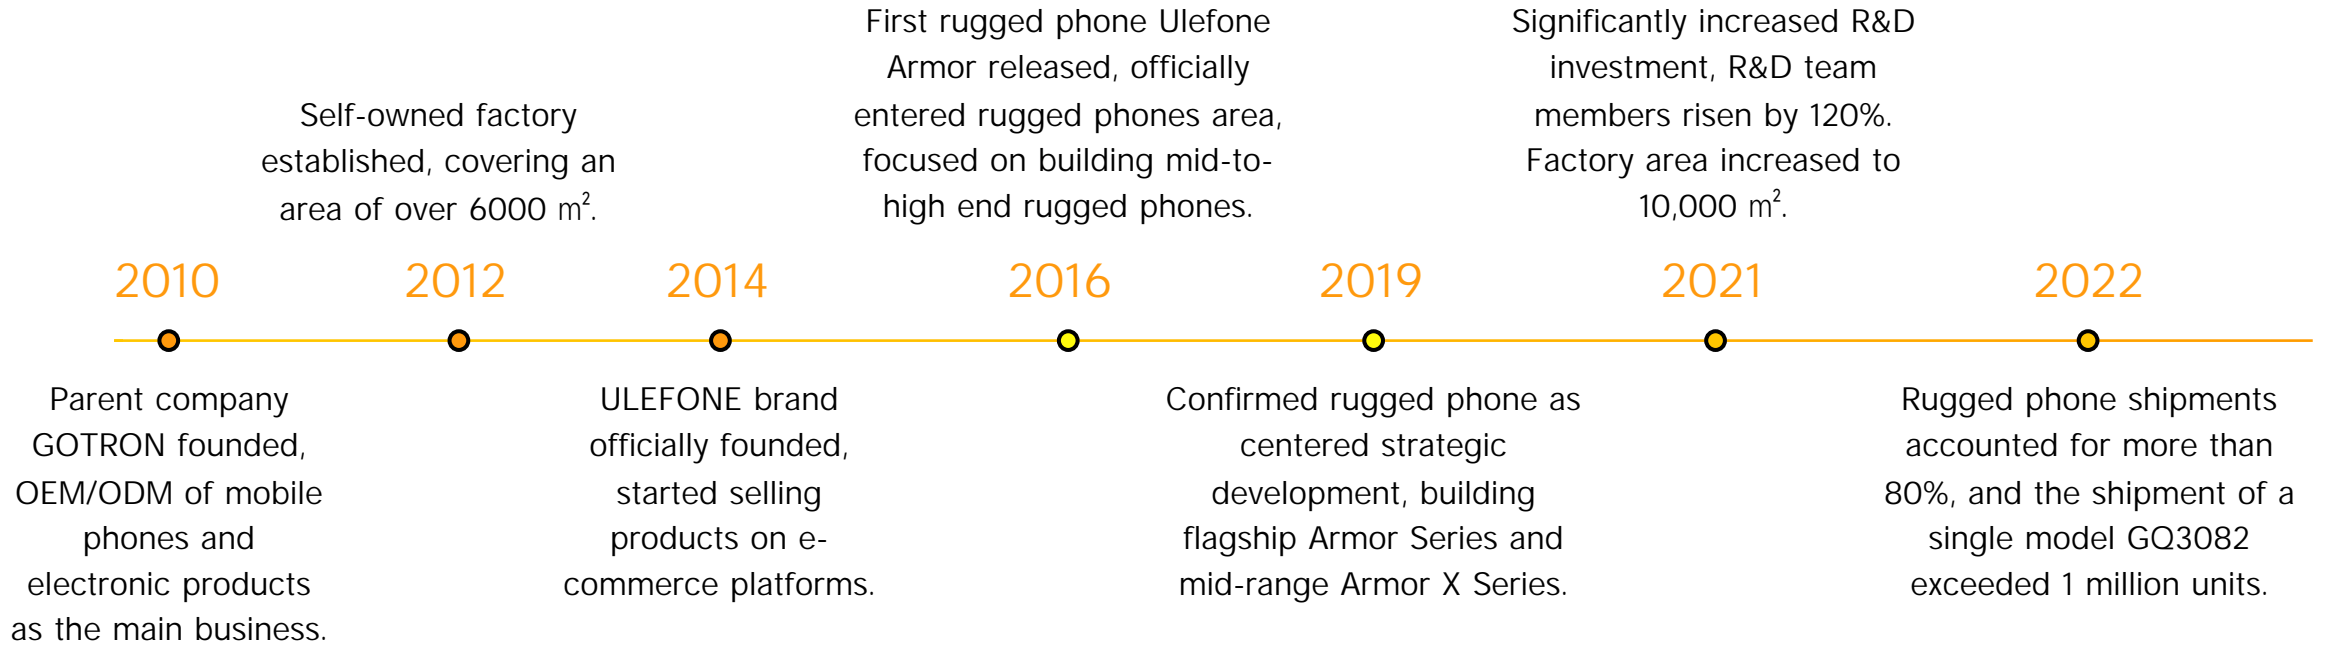 First rugged phone Ulefone
Armor released, officially
entered rugged phones area,
focused on building mid-to-
high end rugged phones.
Significantly increased R&D
investment, R&D team
members risen by 120%.
Factory area increased to
10,000 m².
Self-owned factory
established, covering an
area of over 6000 m².
2010
2012
2014
2016
2019
2021
2022
Parent company
GOTRON founded,
OEM/ODM of mobile
phones and
electronic products
as the main business.
ULEFONE brand
officially founded,
started selling
products on e-
commerce platforms.
Confirmed rugged phone as
centered strategic
development, building
flagship Armor Series and
mid-range Armor X Series.
Rugged phone shipments
accounted for more than
80%, and the shipment of a
single model GQ3082
exceeded 1 million units.